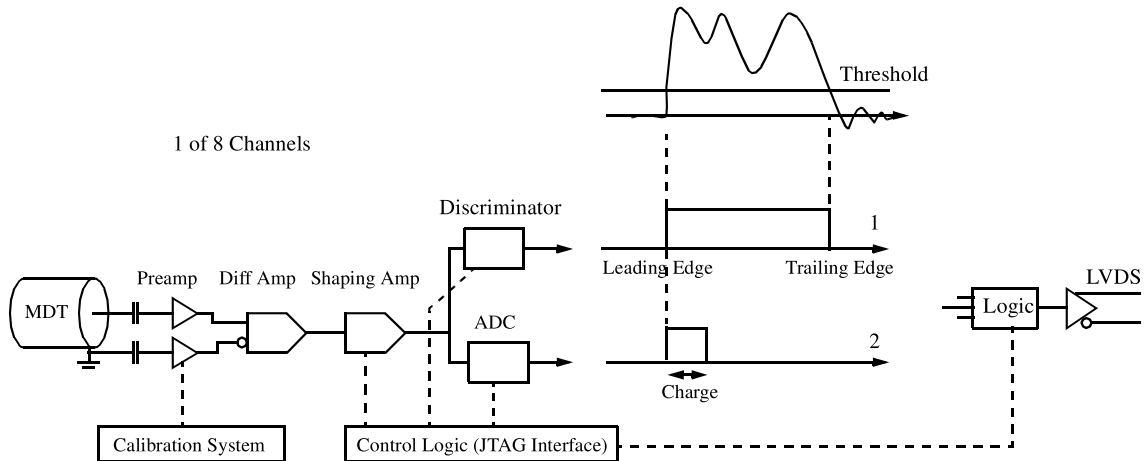 Threshold
1 of 8 Channels
Discriminator
1
Leading Edge
Trailing Edge
Preamp
Diff Amp
Shaping Amp
LVDS
MDT
Logic
ADC
2
Charge
Calibration System
Control Logic (JTAG Interface)